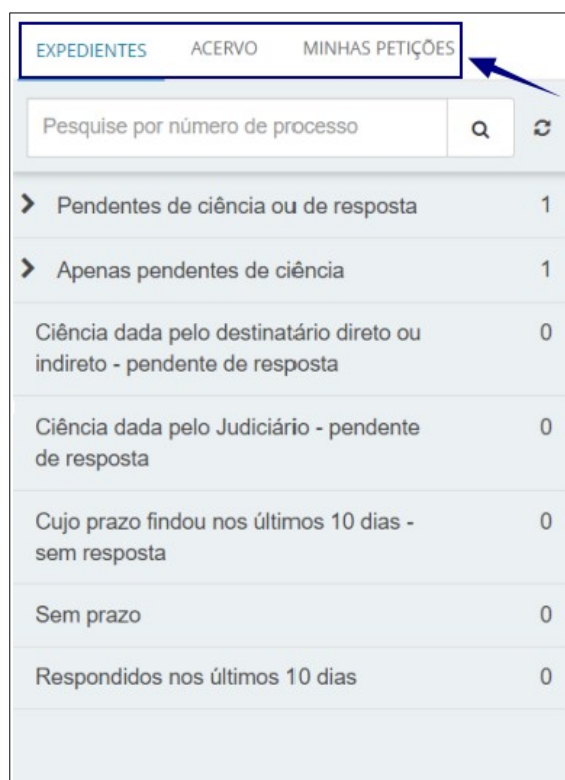 EXPEDIENTES ACERVO MINHAS PETIÇÕES
Pesquise por número de processo
Pendentes de ciência ou de resposta 1
Apenas pendentes de ciência 1
Ciência dada pelo destinatário direto ou 0
indireto - pendente de resposta
Ciência dada pelo Judiciário - pendente 0
de resposta
Cujo prazo findou nos últimos 10 dias - 0
sem resposta
Sem prazo 0
Respondidos nos últimos 10 dias 0